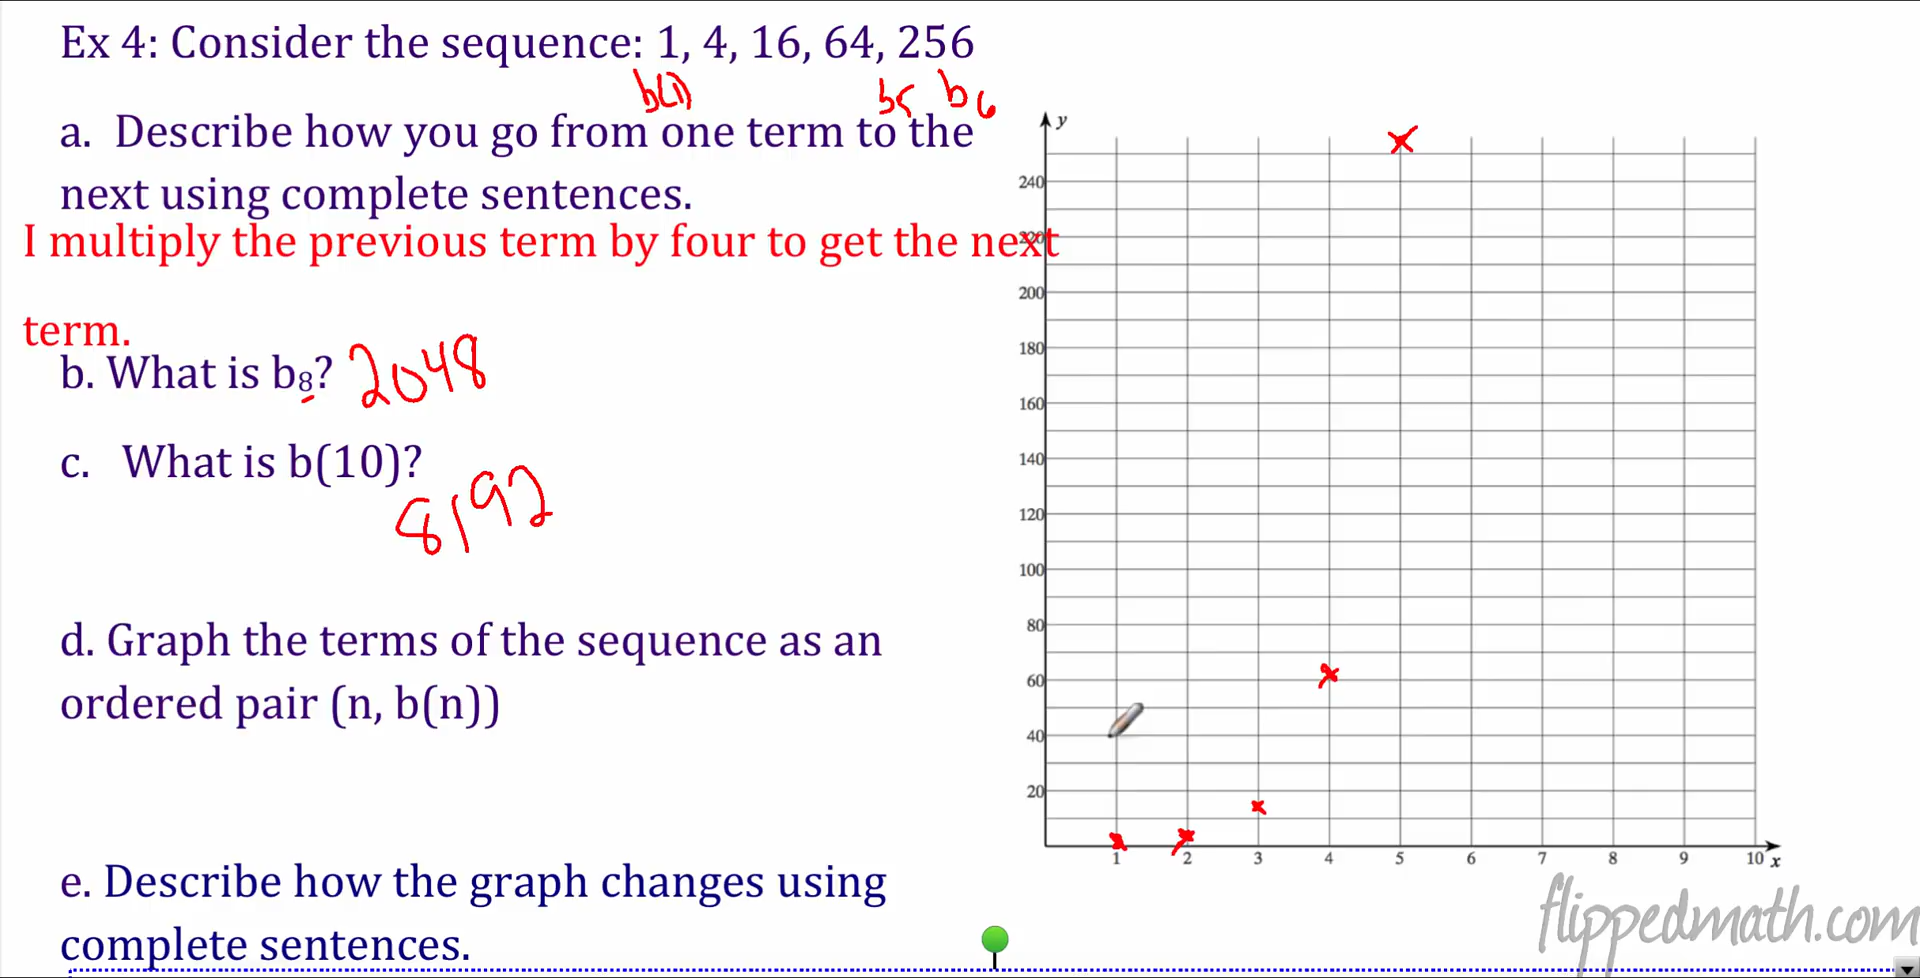 Ex 4: Consider the sequence: 1, 4, 16, 64, 256
b(1) b5 b6
a. Describe how you go from one term to the
next using complete sentences.
I multiply the previous term by four to get the next
term.
b. What is b₈? 2048
c. What is b(10)?
8192
d. Graph the terms of the sequence as an
ordered pair (n, b(n))
e. Describe how the graph changes using
complete sentences.
y
240
220
200
180
160
140
120
100
80
60
40
20
1 2 3 4 5 6 7 8 9 10 x
flippedmath.com